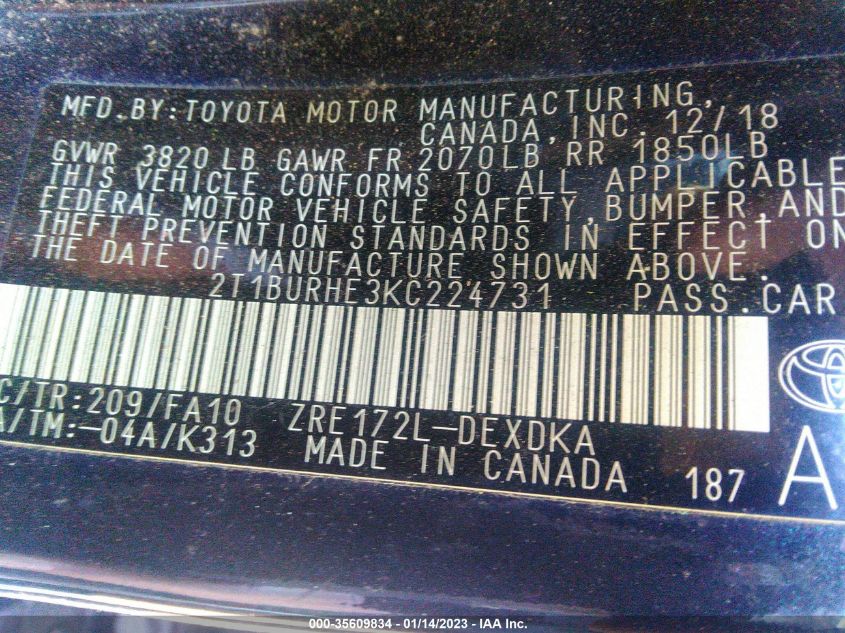 MFD.BY:TOYOTA MOTOR MANUFACTURING,
CANADA, INC. 12/18
GVWR 3820 LB GAWR FR 2070LB RR 1850LB
THIS VEHICLE CONFORMS TO ALL APPLICABLE
FEDERAL MOTOR VEHICLE SAFETY, BUMPER, AND
THEFT PREVENTION STANDARDS IN EFFECT ON
THE DATE OF MANUFACTURE SHOWN ABOVE.
2T1BURHE3KC224731 PASS.CAR
C/TR:209/FA10 ZRE172L-DEXDKA
A/TM:-04A/K313 MADE IN CANADA 187 A
000-35609834 - 01/14/2023 - IAA Inc.